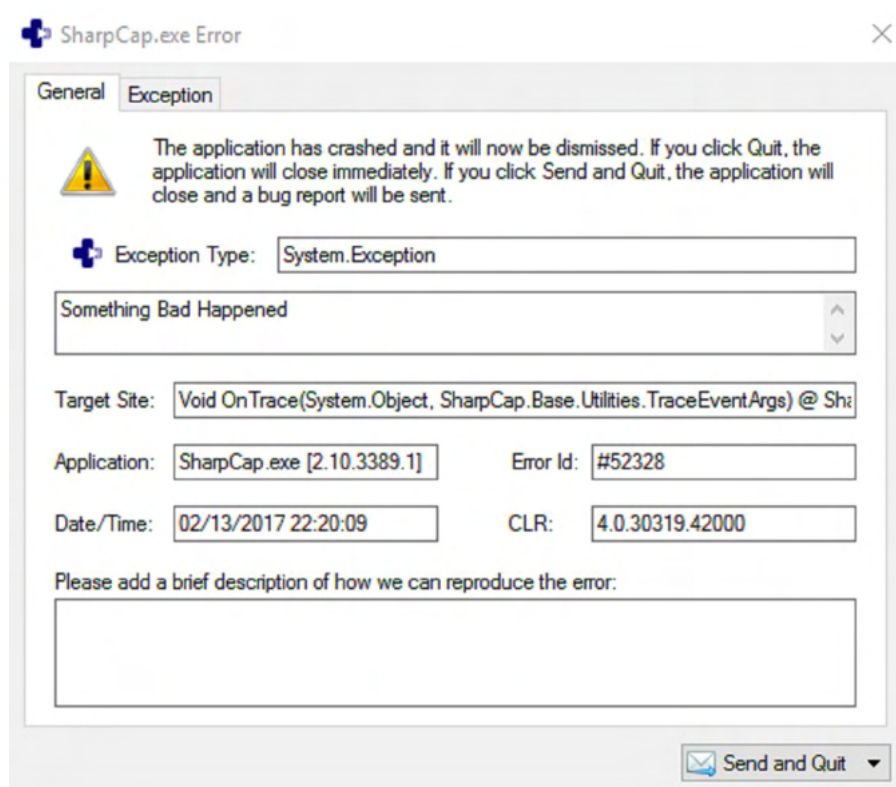 SharpCap.exe Error
General Exception
The application has crashed and it will now be dismissed. If you click Quit, the
application will close immediately. If you click Send and Quit, the application will
close and a bug report will be sent.
Exception Type: System.Exception
Something Bad Happened
Target Site: Void OnTrace(System.Object, SharpCap.Base.Utilities.TraceEventArgs) @ Sha
Application: SharpCap.exe [2.10.3389.1] Error Id: #52328
Date/Time: 02/13/2017 22:20:09 CLR: 4.0.30319.42000
Please add a brief description of how we can reproduce the error:
Send and Quit